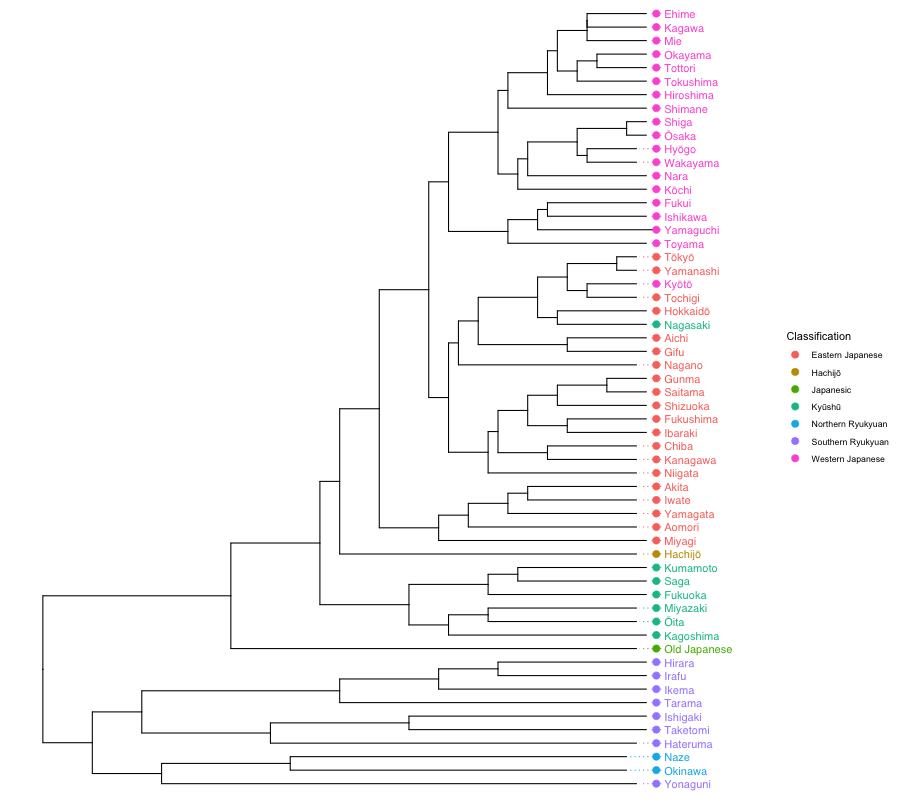 Ehime
Kagawa
Mie
Okayama
Tottori
Tokushima
Hiroshima
Shimane
Shiga
Ōsaka
Hyōgo
Wakayama
Nara
Kōchi
Fukui
Ishikawa
Yamaguchi
Toyama
Tōkyō
Yamanashi
Kyōtō
Tochigi
Hokkaidō
Nagasaki
Aichi
Gifu
Nagano
Gunma
Saitama
Shizuoka
Fukushima
Ibaraki
Chiba
Kanagawa
Niigata
Akita
Iwate
Yamagata
Aomori
Miyagi
Hachijō
Kumamoto
Saga
Fukuoka
Miyazaki
Ōita
Kagoshima
Old Japanese
Hirara
Irafu
Ikema
Tarama
Ishigaki
Taketomi
Hateruma
Naze
Okinawa
Yonaguni
Classification
Eastern Japanese
Hachijō
Japanesic
Kyūshū
Northern Ryukyuan
Southern Ryukyuan
Western Japanese